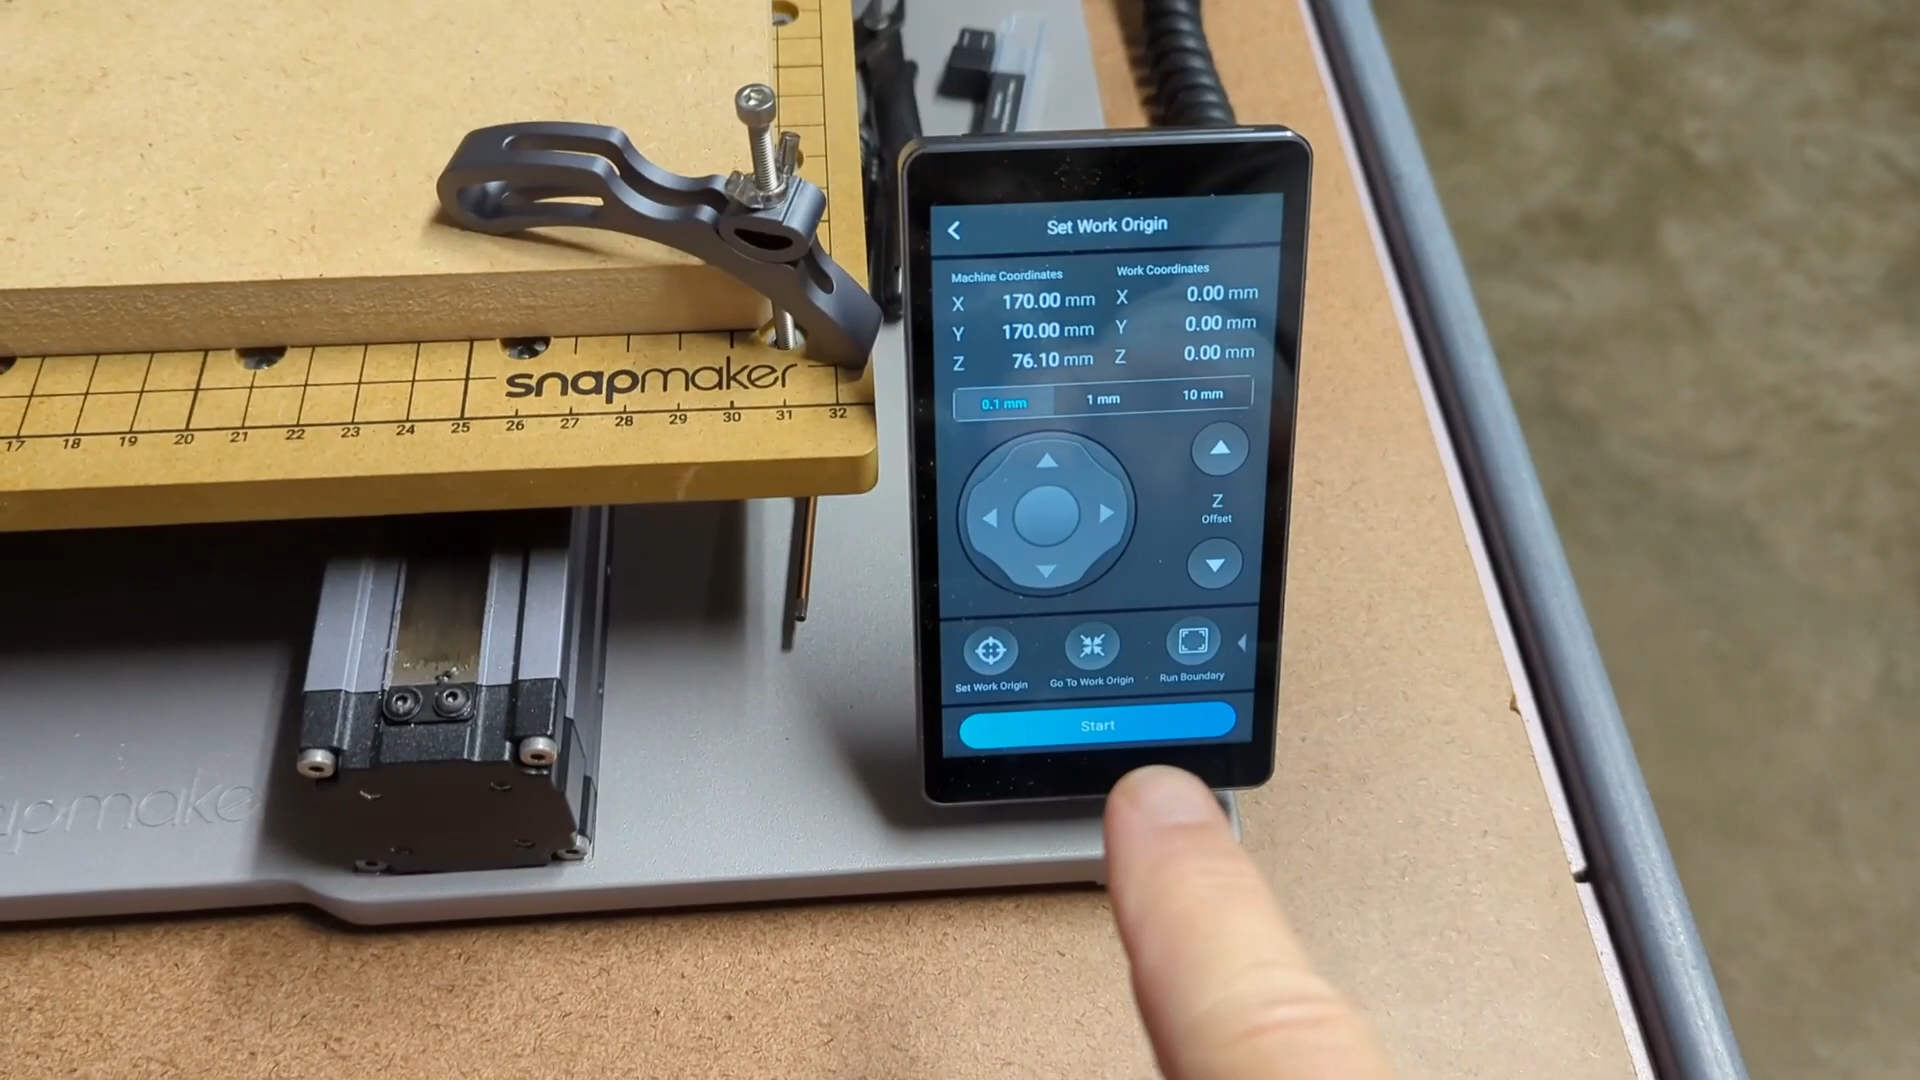 Set Work Origin
Machine Coordinates
Work Coordinates
X 170.00 mm
X 0.00 mm
Y 170.00 mm
Y 0.00 mm
Z 76.10 mm
Z 0.00 mm
0.1 mm 1 mm 10 mm
Z
Offset
Set Work Origin
Go To Work Origin
Run Boundary
Start
snapmaker
17 18 19 20 21 22 23 24 25 26 27 28 29 30 31 32
apmake